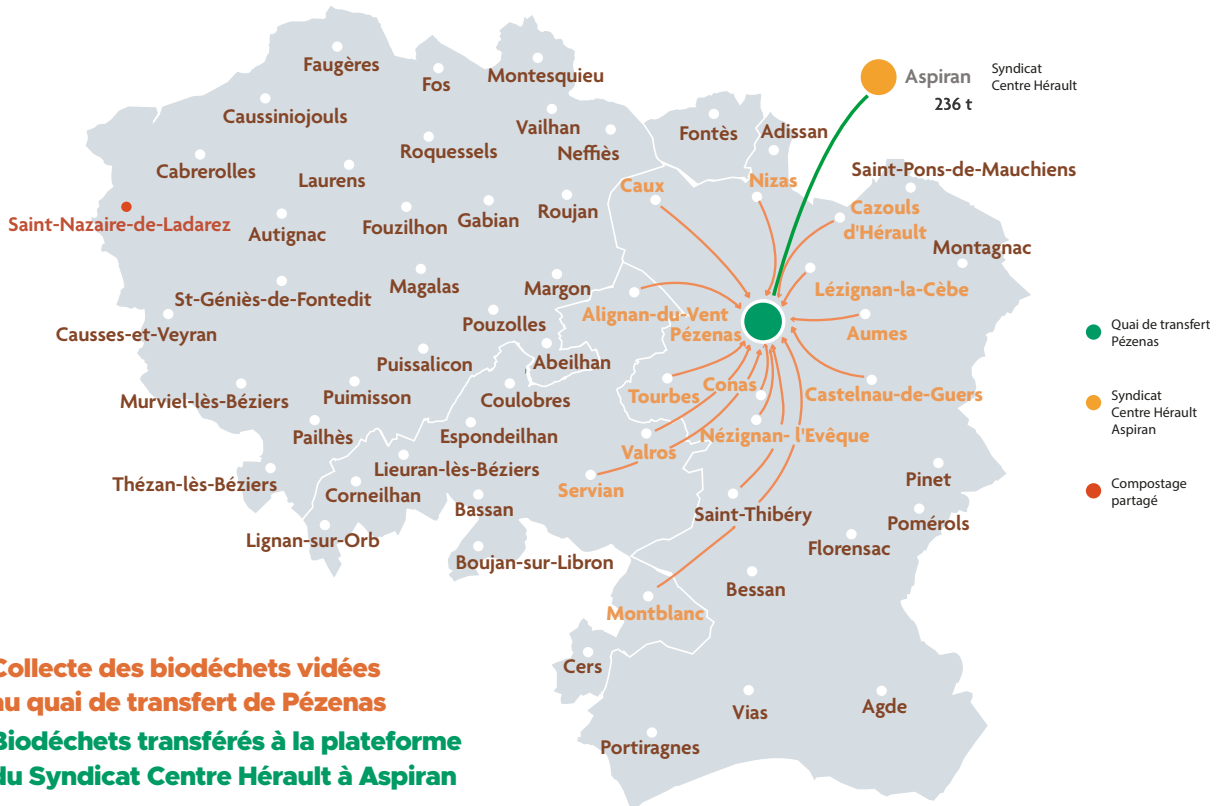 Faugères
Fos
Montesquieu
Aspiran
Syndicat
Centre Hérault
236 t
Caussiniojouls
Vailhan
Fontès
Adissan
Roquessels
Neffiès
Cabrerolles
Laurens
Caux
Nizas
Saint-Pons-de-Mauchiens
Saint-Nazaire-de-Ladarez
Autignac
Fouzilhon
Gabian
Roujan
Cazouls
d'Hérault
Montagnac
St-Géniès-de-Fontedit
Magalas
Margon
Lézignan-la-Cèbe
Causses-et-Veyran
Pouzolles
Alignan-du-Vent
Pézenas
Aumes
Quai de transfert
Pézenas
Puissalicon
Abeilhan
Murviel-lès-Béziers
Puimisson
Coulobres
Tourbes
Conas
Castelnau-de-Guers
Syndicat
Centre Hérault
Aspiran
Pailhès
Espondeilhan
Valros
Nézignan- l'Evêque
Thézan-lès-Béziers
Lieuran-lès-Béziers
Corneilhan
Servian
Pinet
Compostage
partagé
Bassan
Saint-Thibéry
Pomérols
Lignan-sur-Orb
Florensac
Boujan-sur-Libron
Bessan
Montblanc
Cers
Vias
Agde
Portiragnes
Collecte des biodéchets vidées
au quai de transfert de Pézenas
Biodéchets transférés à la plateforme
du Syndicat Centre Hérault à Aspiran